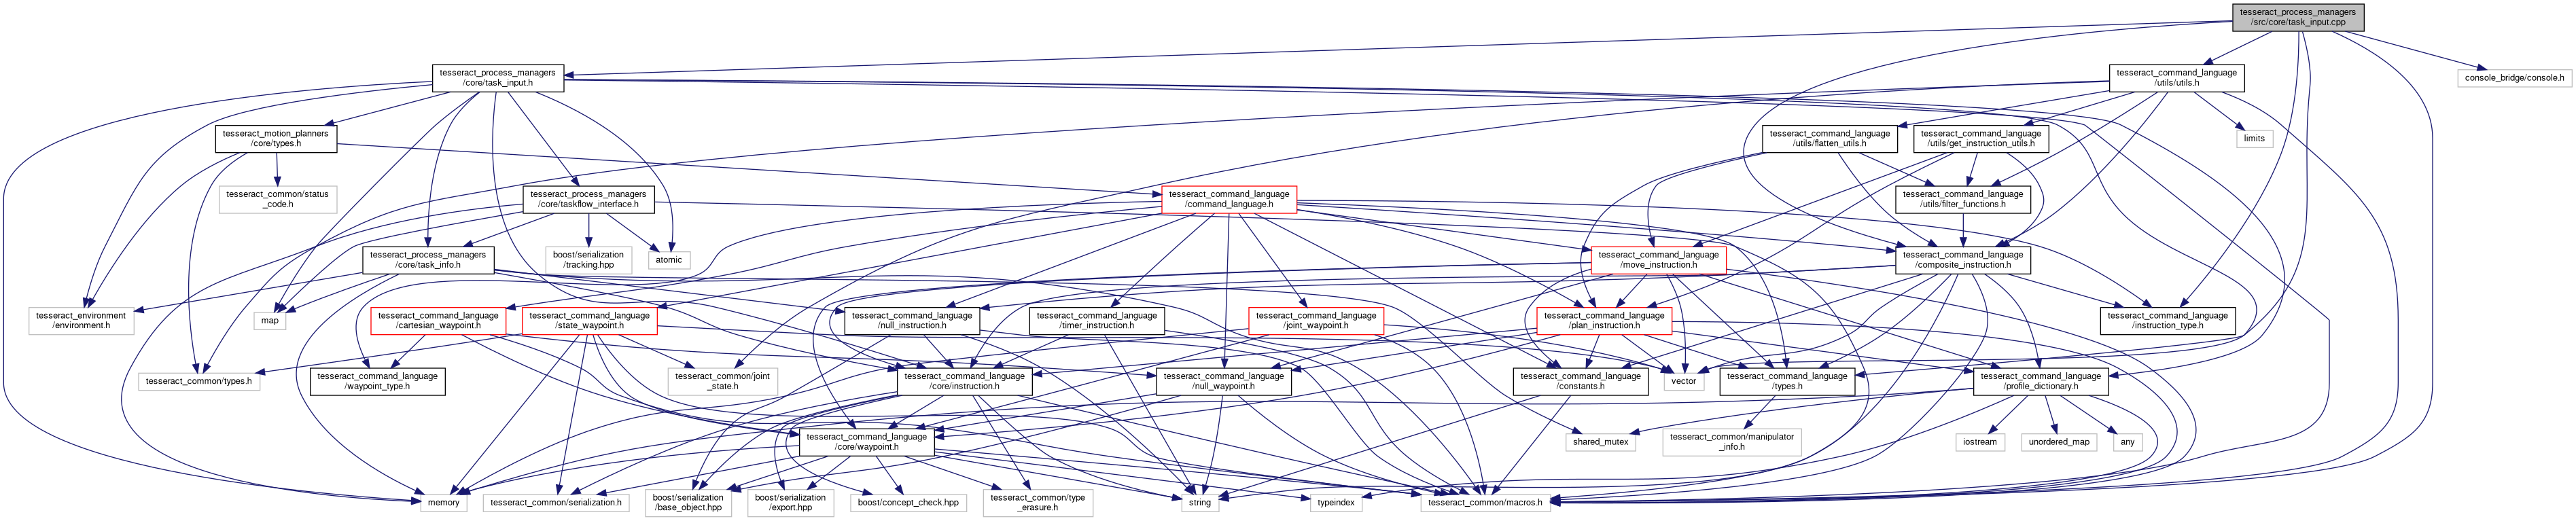 tesseract_process_managers
/src/core/task_input.cpp
tesseract_process_managers
/core/task_input.h
tesseract_command_language
/utils/utils.h
console_bridge/console.h
tesseract_motion_planners
/core/types.h
tesseract_command_language
/utils/flatten_utils.h
tesseract_command_language
/utils/get_instruction_utils.h
limits
tesseract_common/status
_code.h
tesseract_process_managers
/core/taskflow_interface.h
tesseract_command_language
/command_language.h
tesseract_command_language
/utils/filter_functions.h
tesseract_process_managers
/core/task_info.h
boost/serialization
/tracking.hpp
atomic
tesseract_command_language
/move_instruction.h
tesseract_command_language
/composite_instruction.h
tesseract_environment
/environment.h
map
tesseract_command_language
/cartesian_waypoint.h
tesseract_command_language
/state_waypoint.h
tesseract_command_language
/null_instruction.h
tesseract_command_language
/timer_instruction.h
tesseract_command_language
/joint_waypoint.h
tesseract_command_language
/plan_instruction.h
tesseract_command_language
/instruction_type.h
tesseract_common/types.h
tesseract_command_language
/waypoint_type.h
tesseract_common/joint
_state.h
tesseract_command_language
/core/instruction.h
tesseract_command_language
/null_waypoint.h
tesseract_command_language
/constants.h
vector
tesseract_command_language
/types.h
tesseract_command_language
/profile_dictionary.h
tesseract_command_language
/core/waypoint.h
shared_mutex
tesseract_common/manipulator
_info.h
iostream
unordered_map
any
memory
tesseract_common/serialization.h
boost/serialization
/base_object.hpp
boost/serialization
/export.hpp
boost/concept_check.hpp
tesseract_common/type
_erasure.h
string
typeindex
tesseract_common/macros.h